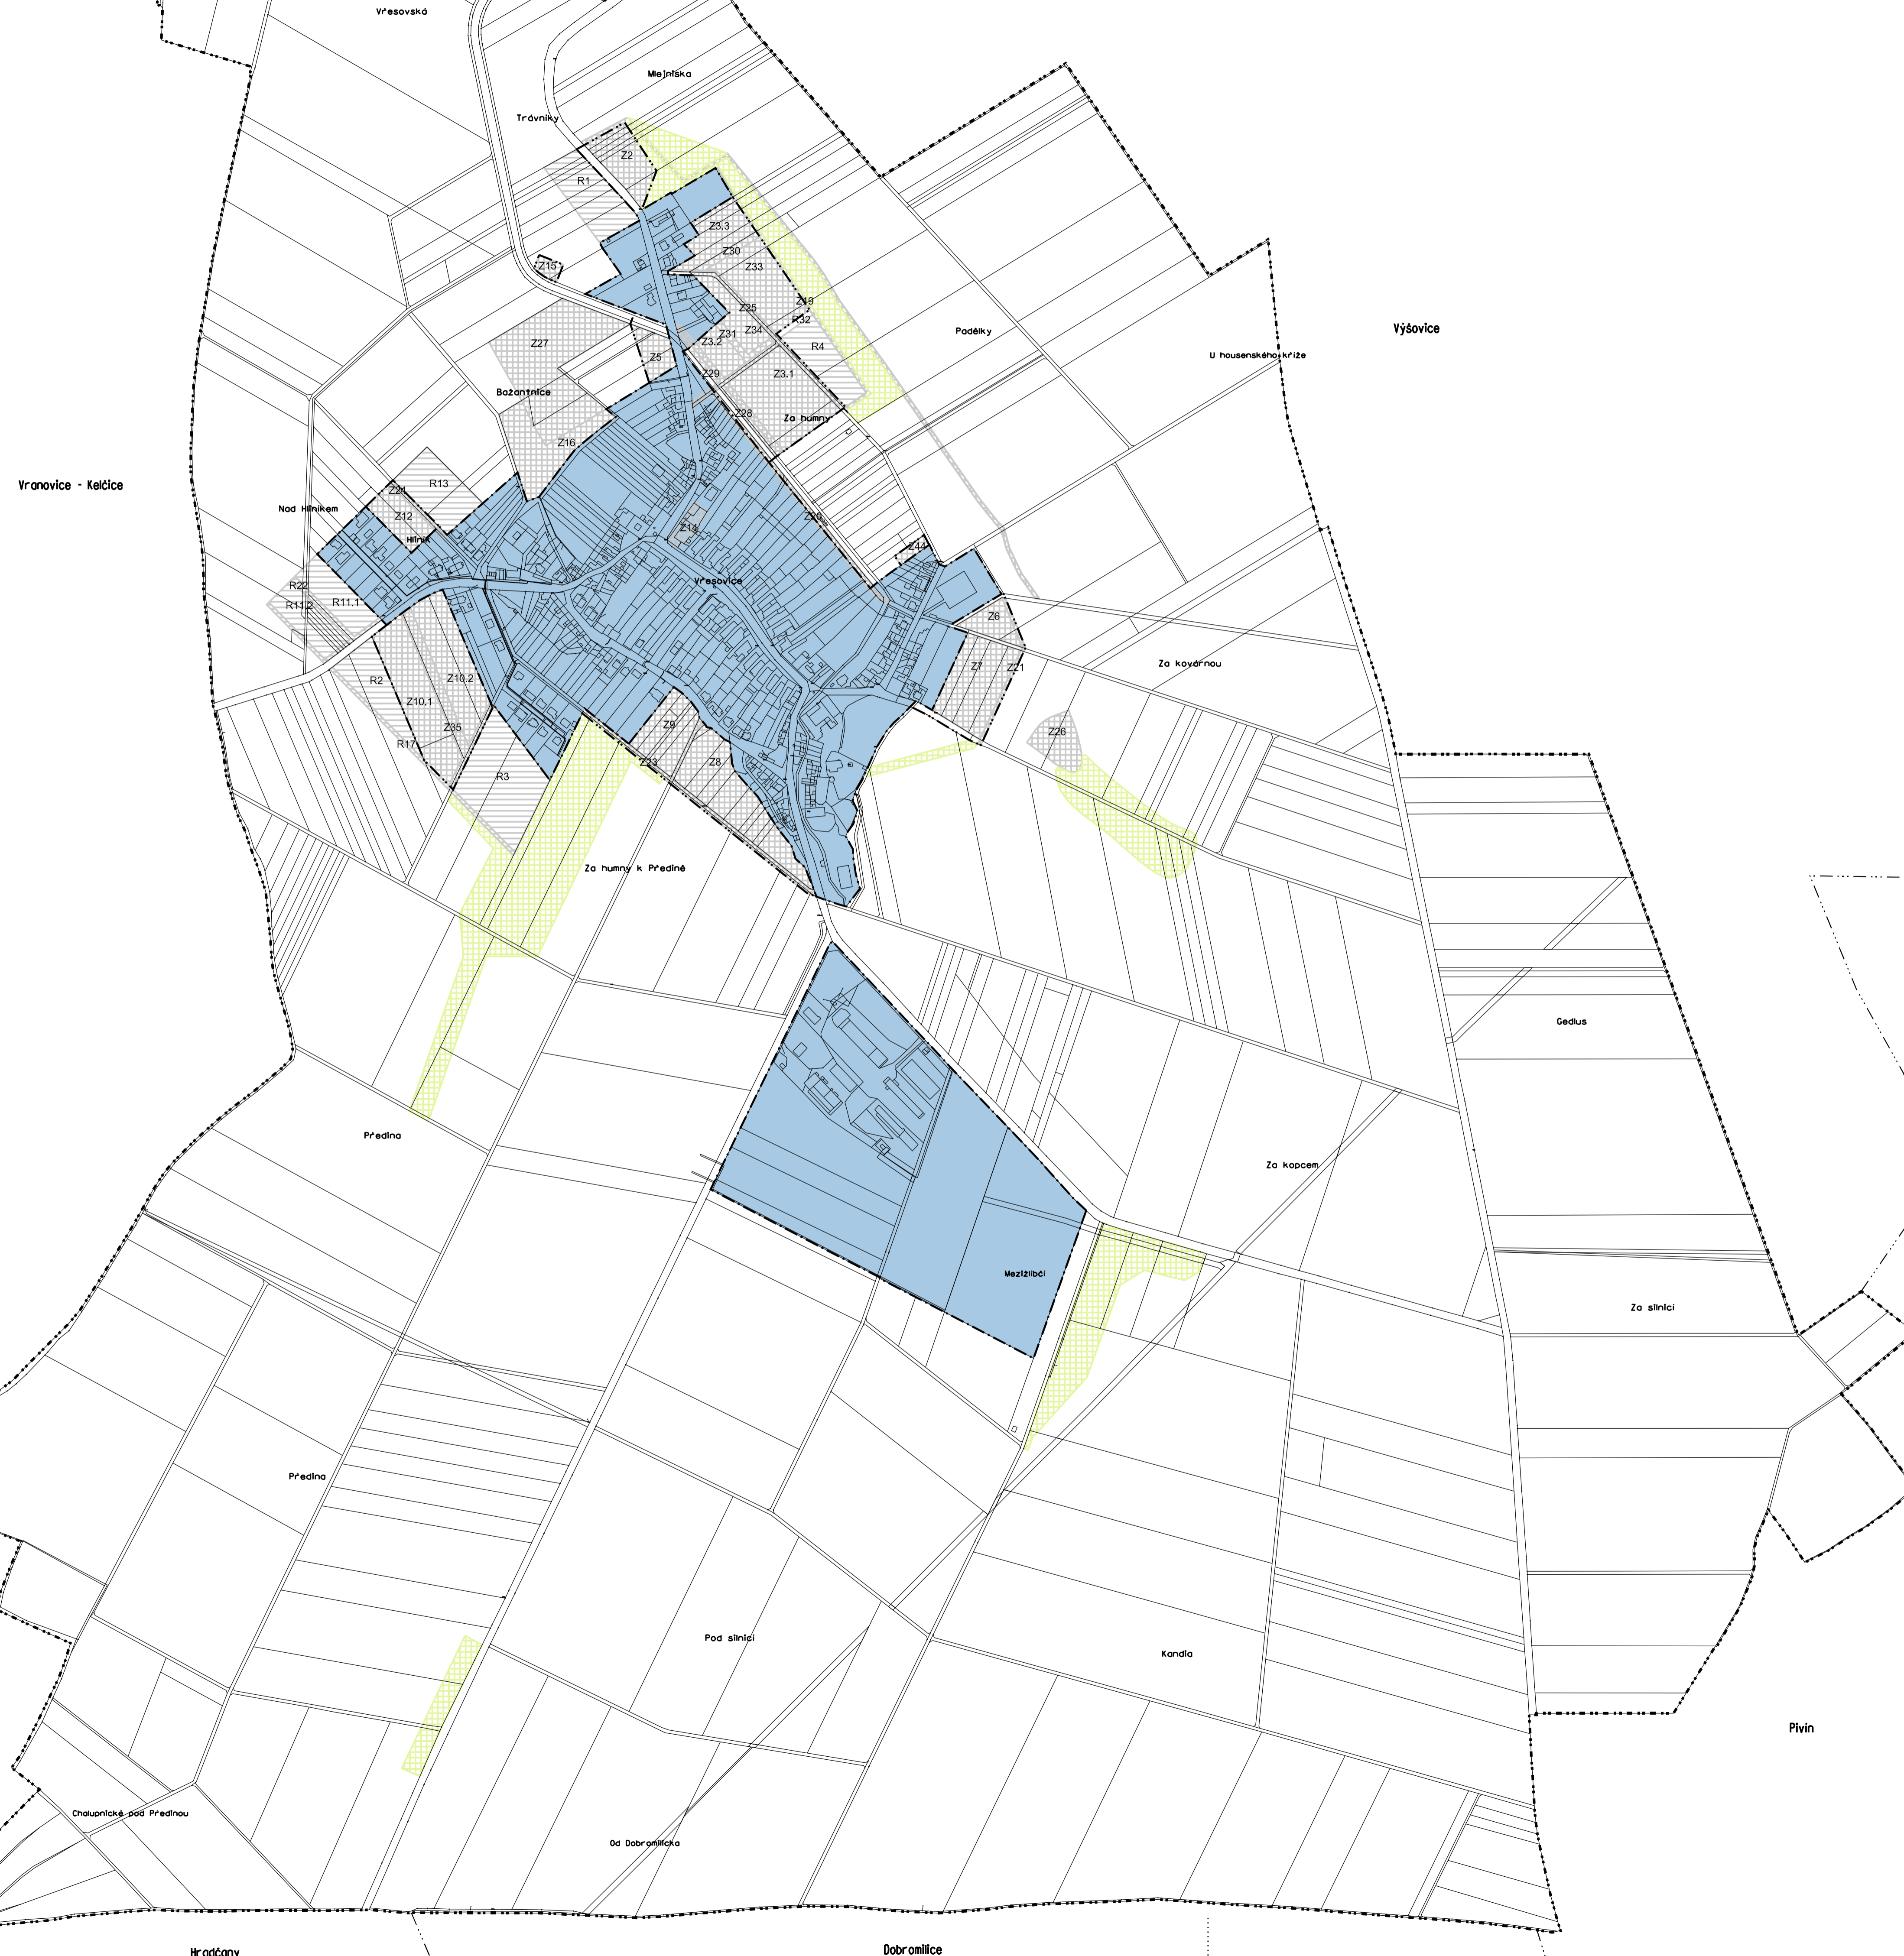 Vřesovská
Mlejniska
Trávníky
Z2
R1
Z3.3
Z30
Z33
Z15
Z19
Z25
R32
Z34
Z31
Z3.2
R4
Padělky
Výšovice
U housenského kříže
Z27
Z5
Z29
Z3.1
Bažantnice
Z28
Za humny
Z16
Vranovice - Kelčice
R13
Z24
Nad Hliníkem
Z12
Hliník
Z20
Z14
Z44
Vřesovice
R22
R11.2
R11.1
Z6
Z7
Z21
Za kovárnou
R2
Z10.2
Z10.1
Z35
R17
Z9
Z26
Z23
Z8
R3
Za humny k Předině
Gedlus
Předina
Za kopcem
Mezižlíbčí
Za silnicí
Předina
Pod silnicí
Kandia
Pivín
Chalupnické pod Předinou
Od Dobromilicka
Hradčany
Dobromilice